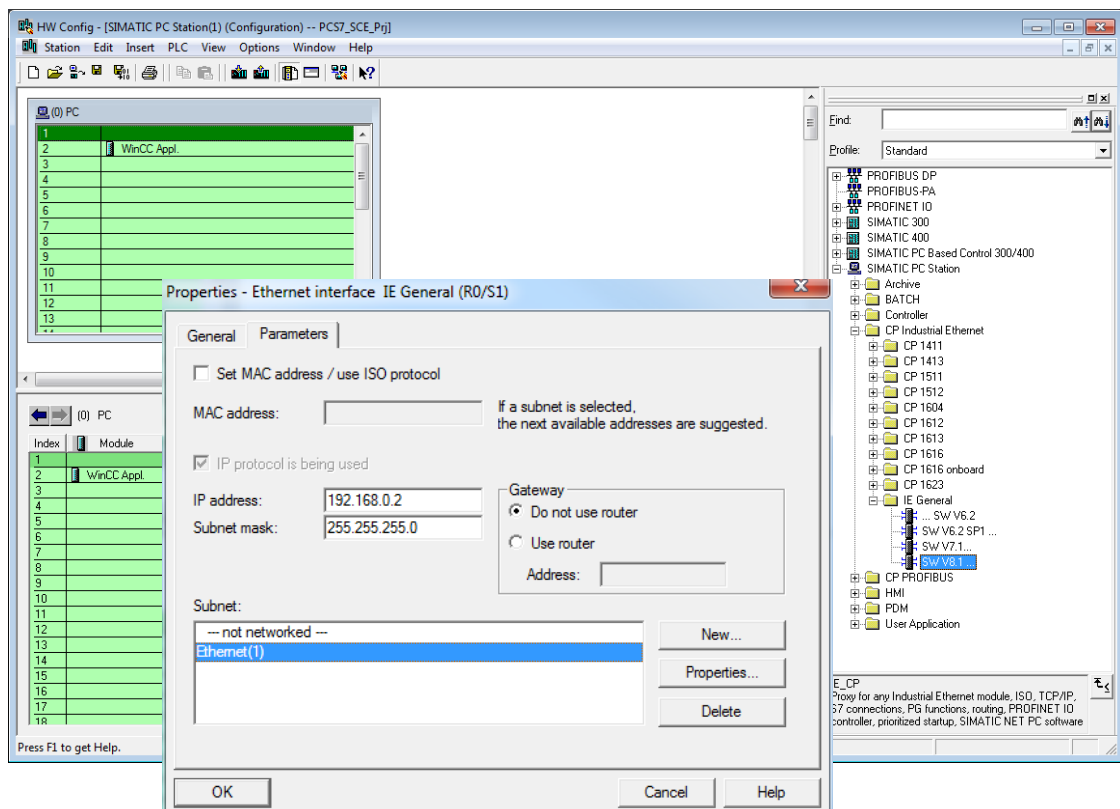 HW Config - [SIMATIC PC Station(1) (Configuration) -- PCS7_SCE_Prj]
Station Edit Insert PLC View Options Window Help
(0) PC
1
2 WinCC Appl.
3
4
5
6
7
8
9
10
11
12
13
(0) PC
Index Module
1
2 WinCC Appl.
3
4
5
6
7
8
9
10
11
12
13
14
15
16
17
18
Press F1 to get Help.
Properties - Ethernet interface IE General (R0/S1)
General Parameters
Set MAC address / use ISO protocol
MAC address:
If a subnet is selected,
the next available addresses are suggested.
IP protocol is being used
IP address: 192.168.0.2
Subnet mask: 255.255.255.0
Gateway
Do not use router
Use router
Address:
Subnet:
--- not networked ---
Ethernet(1)
New...
Properties...
Delete
OK Cancel Help
Find:
Profile: Standard
PROFIBUS DP
PROFIBUS-PA
PROFINET IO
SIMATIC 300
SIMATIC 400
SIMATIC PC Based Control 300/400
SIMATIC PC Station
Archive
BATCH
Controller
CP Industrial Ethernet
CP 1411
CP 1413
CP 1511
CP 1512
CP 1604
CP 1612
CP 1613
CP 1616
CP 1616 onboard
CP 1623
IE General
... SW V6.2
SW V6.2 SP1 ...
SW V7.1...
SW V8.1 ...
CP PROFIBUS
HMI
PDM
User Application
E_CP
Proxy for any Industrial Ethernet module, ISO, TCP/IP,
S7 connections, PG functions, routing, PROFINET IO
controller, prioritized startup, SIMATIC NET PC software